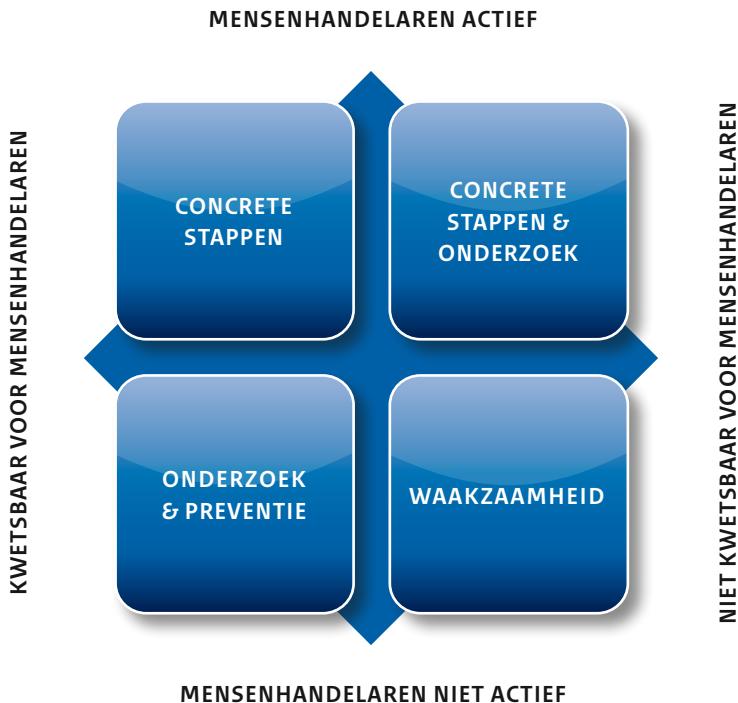 MENSENHANDELAREN ACTIEF
KWETSBAAR VOOR MENSENHANDELAREN
CONCRETE
STAPPEN
CONCRETE
STAPPEN &
ONDERZOEK
NIET KWETSBAAR VOOR MENSENHANDELAREN
ONDERZOEK
& PREVENTIE
WAAKZAAMHEID
MENSENHANDELAREN NIET ACTIEF